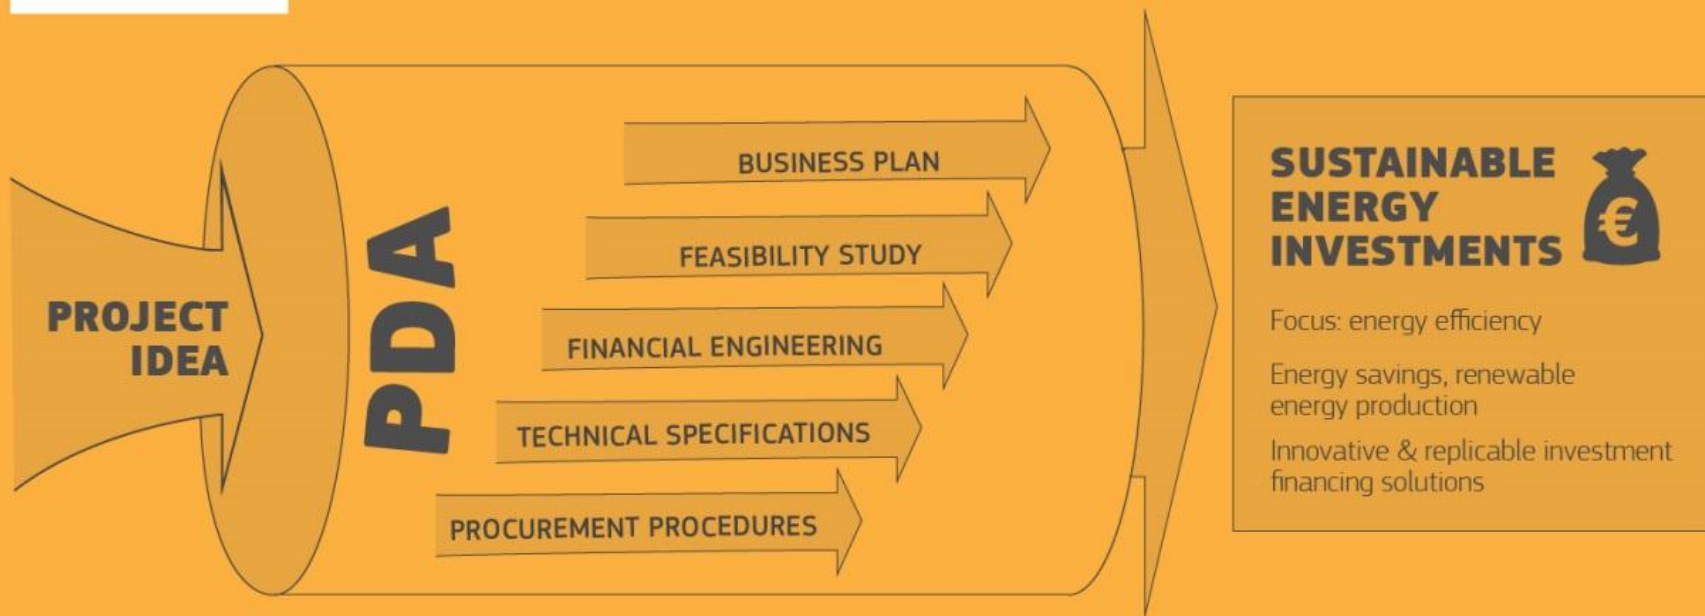 PROJECT
IDEA
PDA
BUSINESS PLAN
FEASIBILITY STUDY
FINANCIAL ENGINEERING
TECHNICAL SPECIFICATIONS
PROCUREMENT PROCEDURES
SUSTAINABLE
ENERGY
INVESTMENTS
€
Focus: energy efficiency
Energy savings, renewable
energy production
Innovative & replicable investment
financing solutions